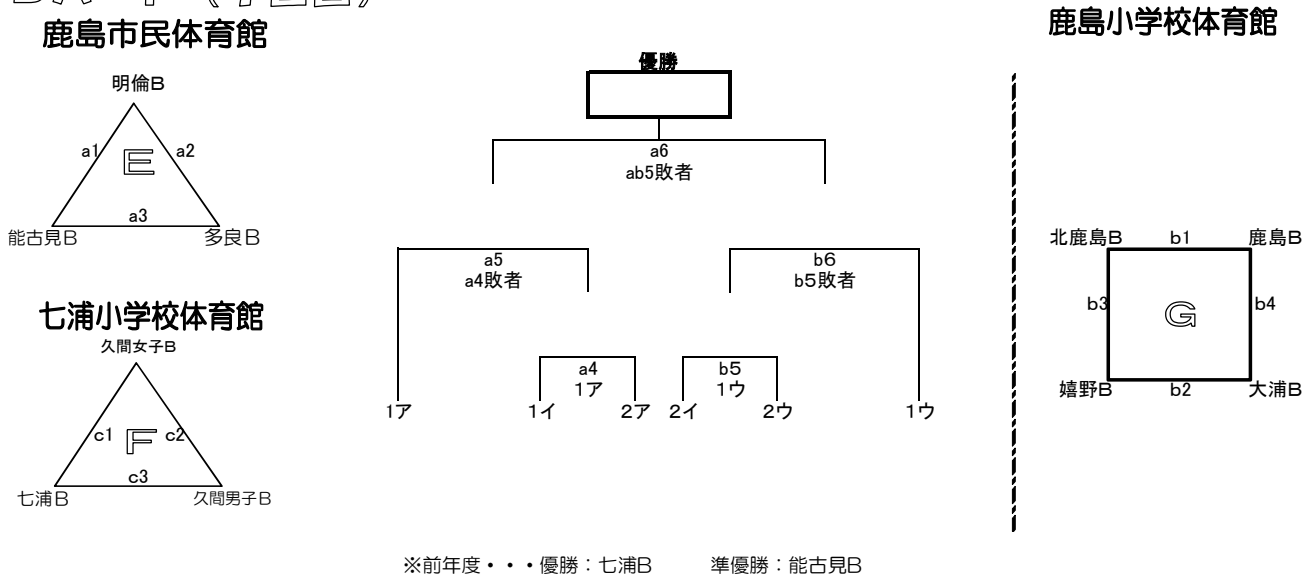 鹿島市民体育館
明倫B
a1
E
a2
a3
能古見B
多良B
七浦小学校体育館
久間女子B
c1
F
c2
c3
七浦B
久間男子B
優勝
a6
ab5敗者
a5
a4敗者
b6
b5敗者
a4
1ア
b5
1ウ
1ア
1イ
2ア
2イ
2ウ
1ウ
鹿島小学校体育館
北鹿島B
b1
鹿島B
b3
G
b4
嬉野B
b2
大浦B
※前年度・・・優勝：七浦B 準優勝：能古見B